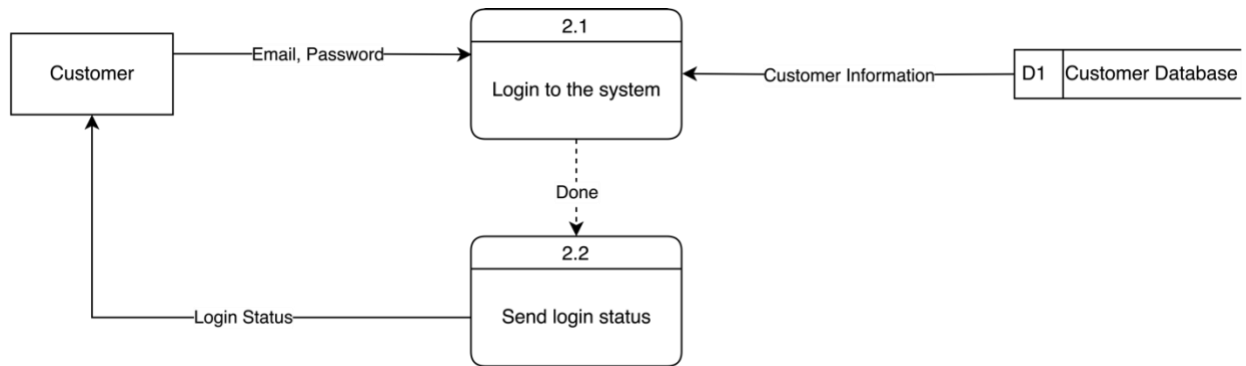 2.1
Customer
Email, Password
Login to the system
Customer Information
D1
Customer Database
Done
2.2
Login Status
Send login status